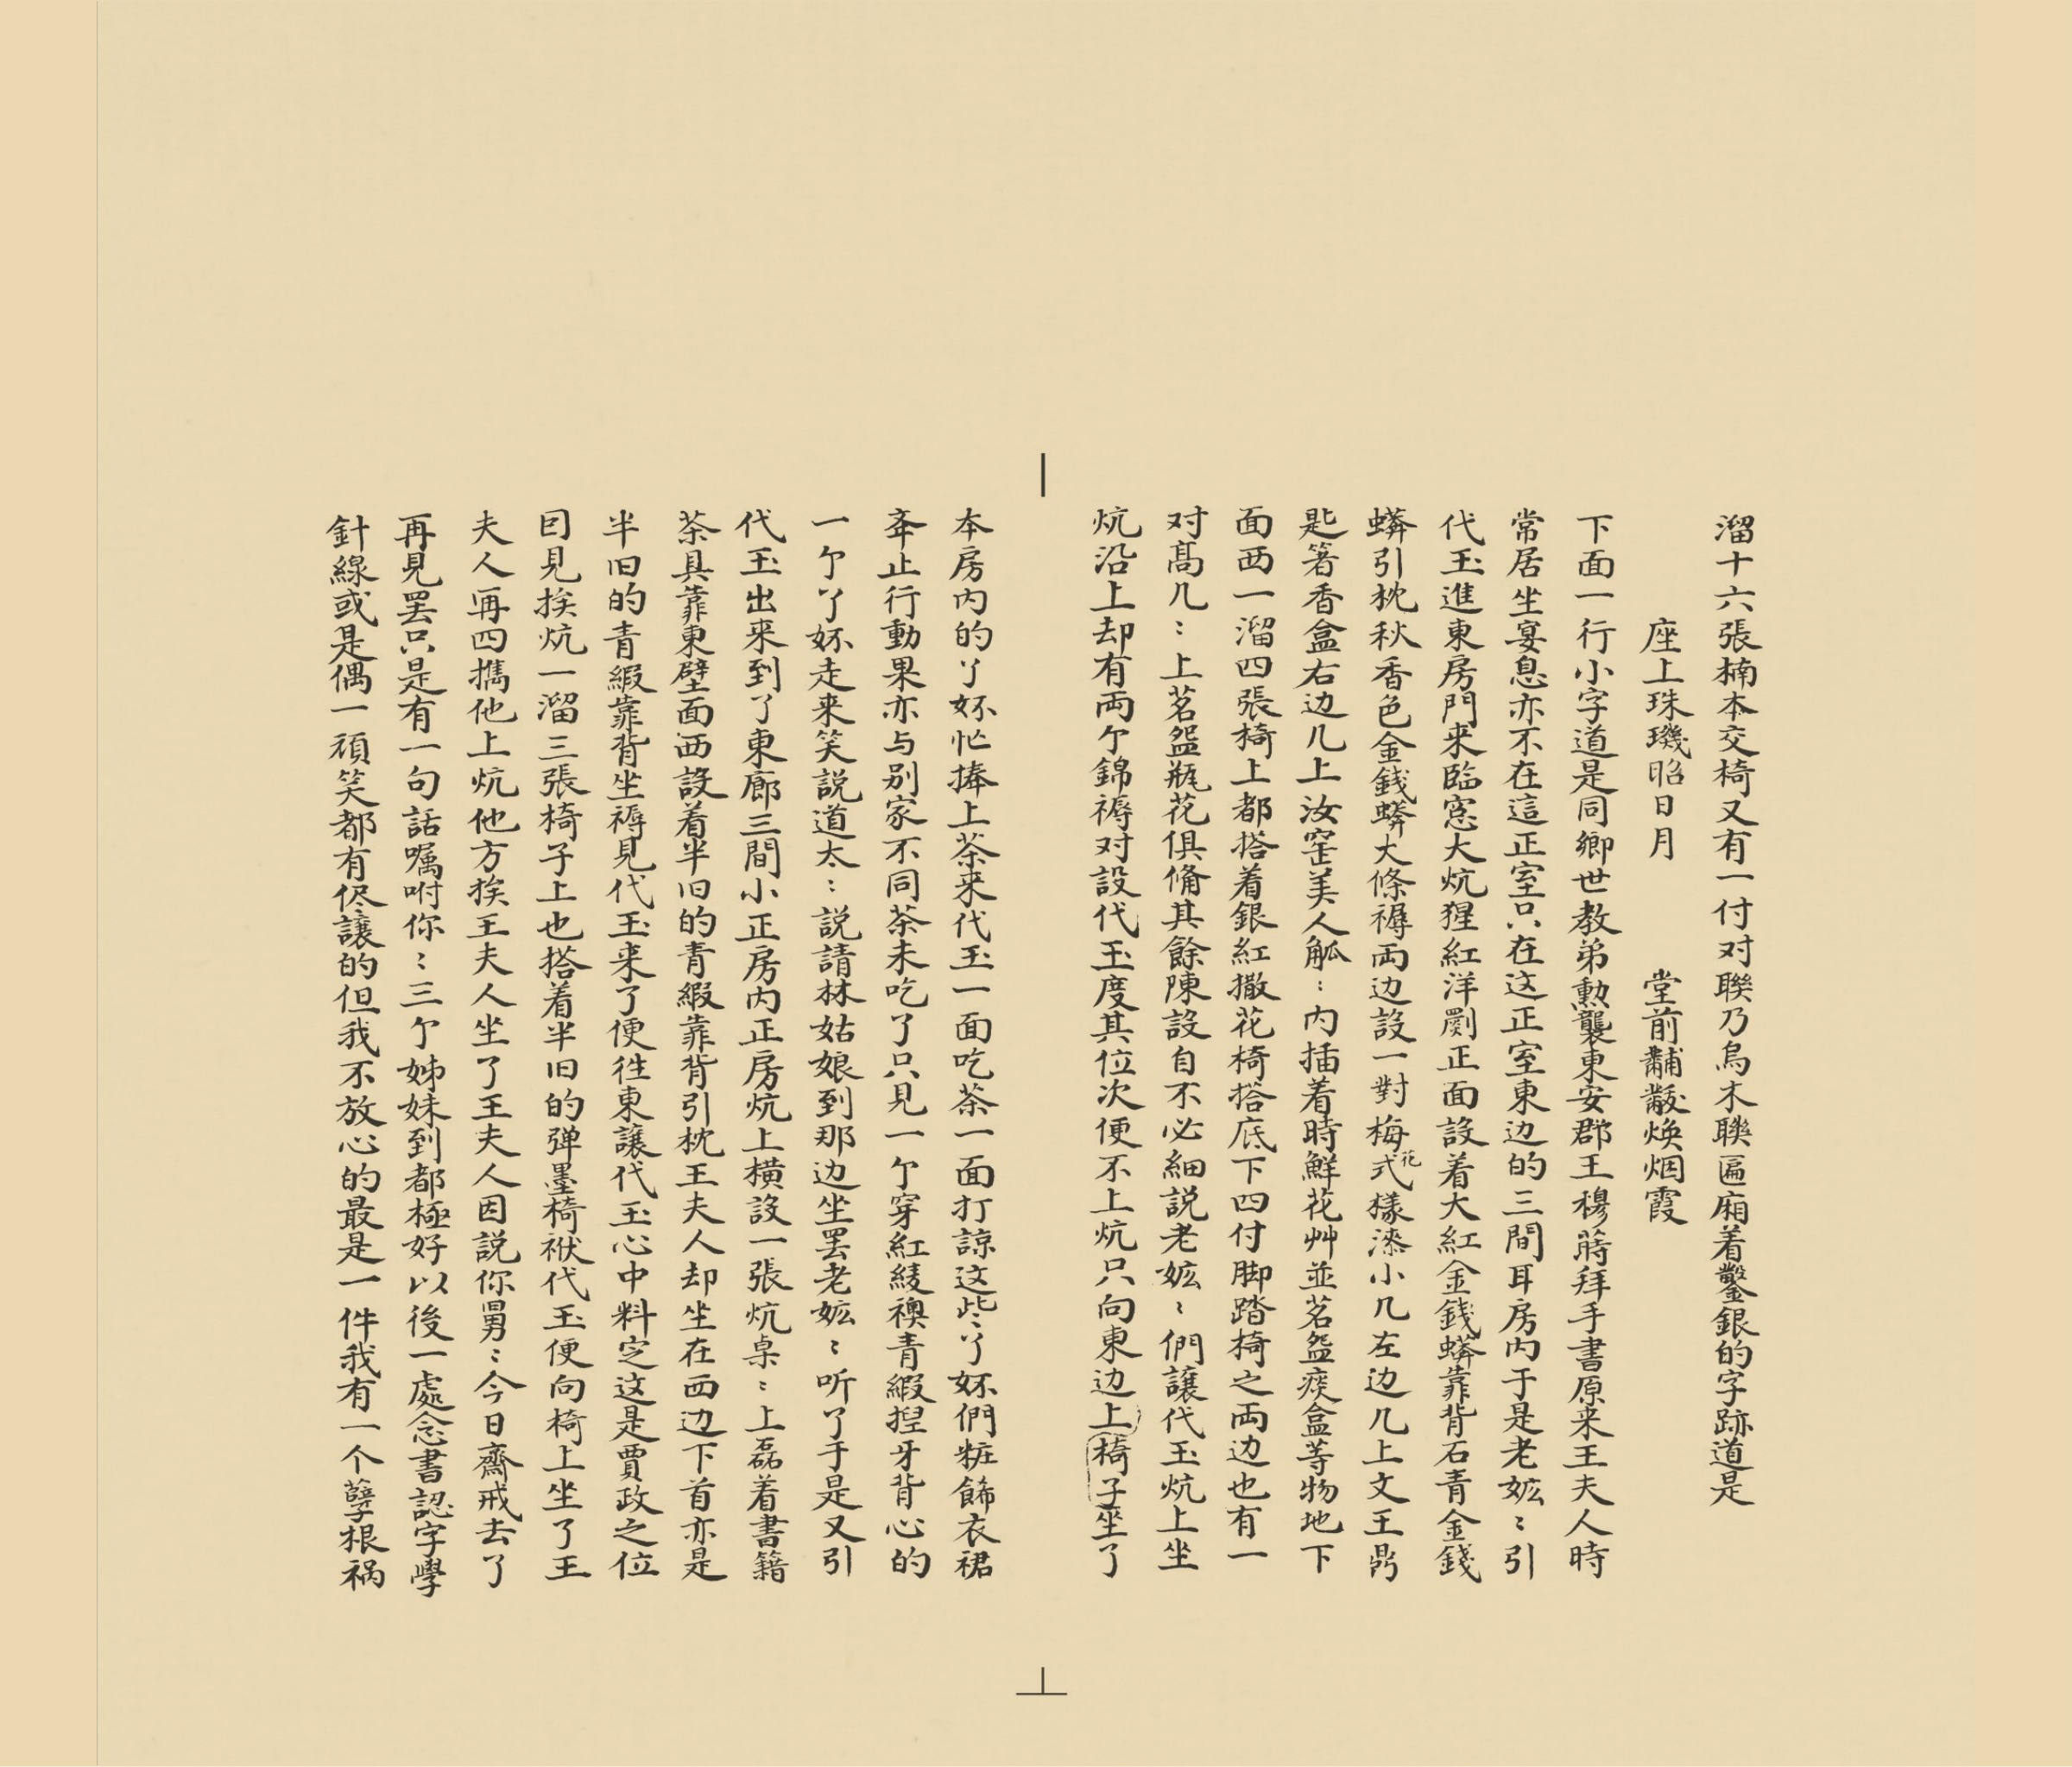 溜十六張楠木交椅又有一付对聯乃烏木聯匾廂着鏨銀的字跡道是
座上珠璣昭日月　堂前黼黻焕烟霞
下面一行小字道是同鄉世教弟勳襲東安郡王穆蒔拜手書原来王夫人時
常居坐宴息亦不在這正室只在这正室東边的三間耳房内于是老嫲〻引
代玉進東房門来臨窓大炕猩紅洋罽正面設着大紅金錢蟒靠背石青金錢
蟒引枕秋香色金錢蟒大條褥両边設一對梅花式樣漆小几左边几上文王鼎
匙箸香盒右边几上汝窑美人觚〻内插着時鮮花艸並茗盌痰盒等物地下
面西一溜四張椅上都搭着銀紅撒花椅搭底下四付脚踏椅之両边也有一
对髙几〻上茗盌瓶花俱俻其餘陳設自不必細説老嫲〻們譲代玉炕上坐
炕沿上却有両个錦褥对設代玉度其位次便不上炕只向東边上椅子坐了
本房内的丫嬛忙捧上茶来代玉一面吃茶一面打諒这些丫嬛們粧飾衣裙
夅止行動果亦与别家不同茶未吃了只見一个穿紅綾襖青緞掐牙背心的
一个丫嬛走来笑説道太〻説請林姑娘到那边坐罢老嫲〻听了于是又引
代玉出来到了東廊三間小正房内正房炕上横設一張炕桌〻上磊着書籍
茶具靠東壁面西設着半旧的青緞靠背引枕王夫人却坐在西边下首亦是
半旧的青緞靠背坐褥見代玉来了便徃東譲代玉心中料定这是賈政之位
因見挨炕一溜三張椅子上也搭着半旧的弹墨椅袱代玉便向椅上坐了王
夫人再四攜他上炕他方挨王夫人坐了王夫人因説你舅〻今日齋戒去了
再見罢只是有一句話嘱咐你〻三个姊妹到都極好以後一處念書認字學
針線或是偶一頑笑都有侭譲的但我不放心的最是一件我有一个孽根祸